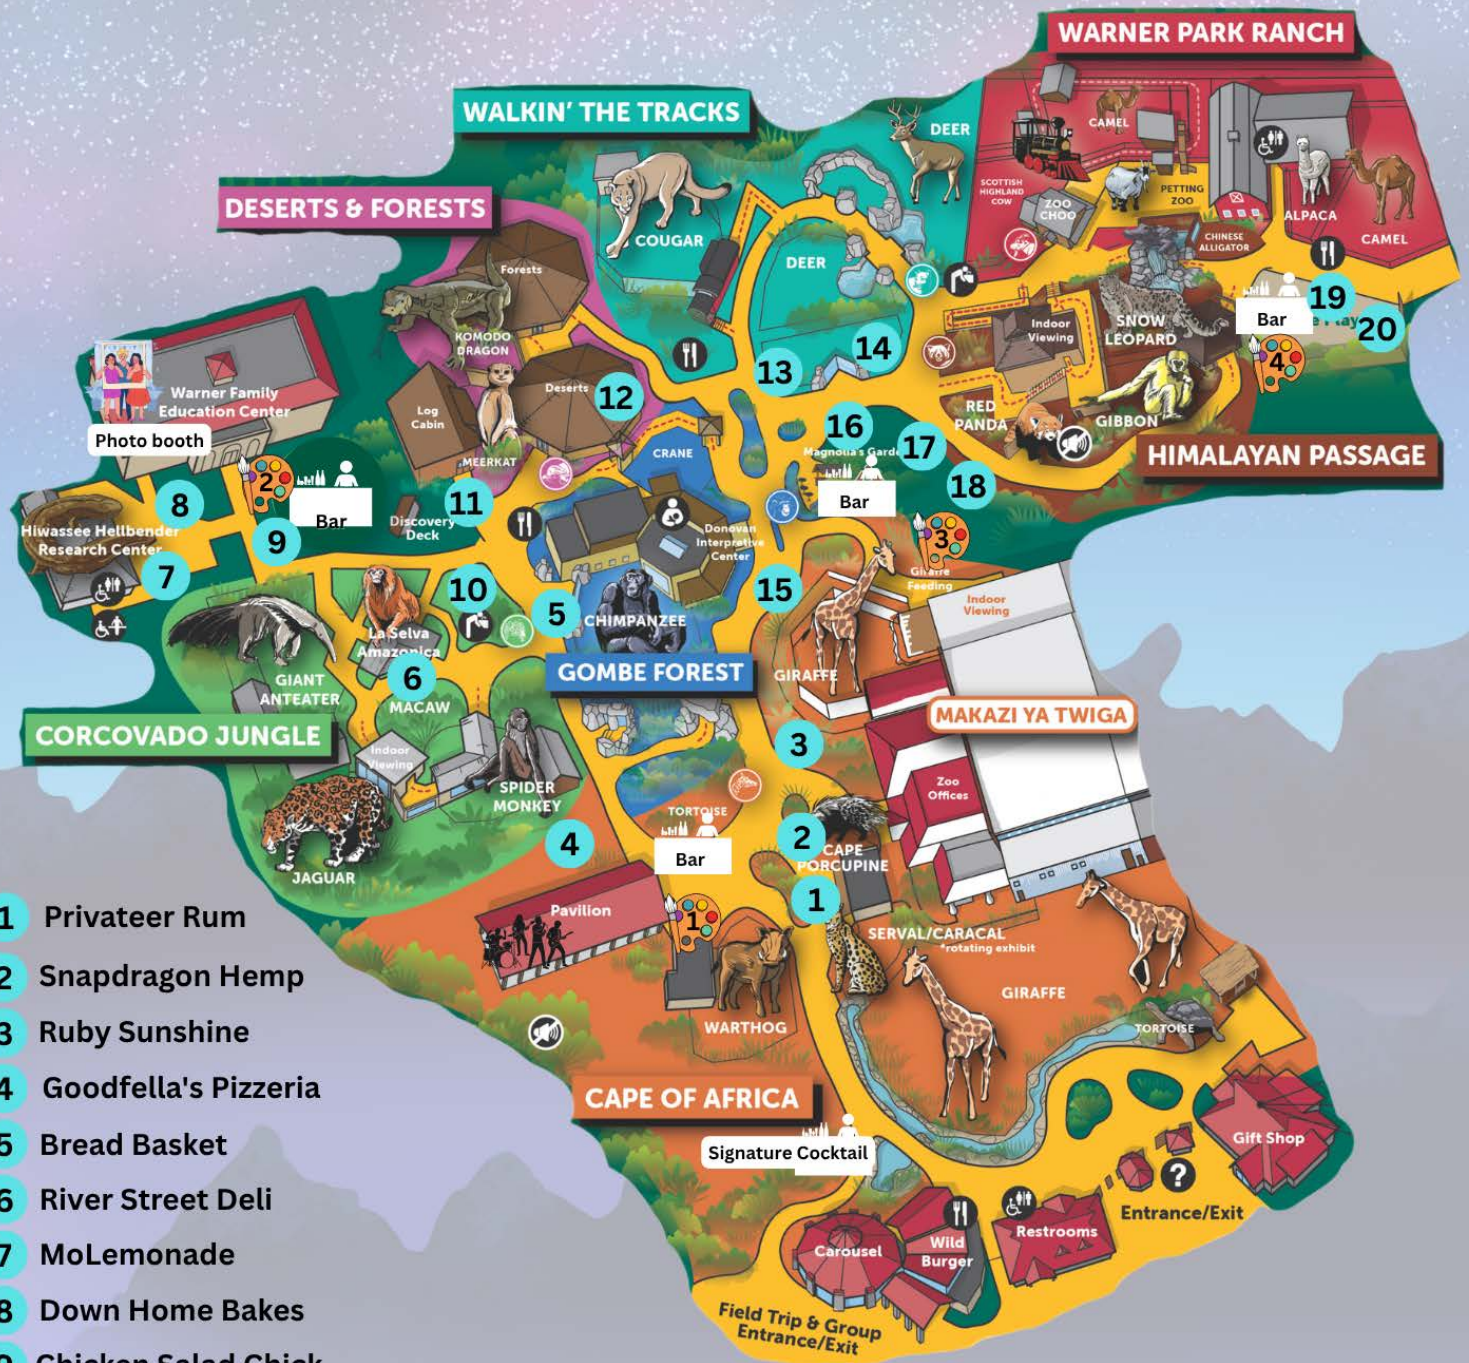 WARNER PARK RANCH
WALKIN' THE TRACKS
DEER
CAMEL
SCOTTISH
HIGHLAND
COW
ZOO
CHOO
PETTING
ZOO
ALPACA
CAMEL
CHINESE
ALLIGATOR
DESERTS & FORESTS
COUGAR
DEER
Forests
KOMODO
DRAGON
Indoor
Viewing
SNOW
LEOPARD
Bar
19
20
4
Warner Family
Education Center
Photo booth
Log
Cabin
Deserts
12
13
14
RED
PANDA
GIBBON
HIMALAYAN PASSAGE
MEERKAT
CRANE
16
17
18
Bar
2
Bar
8
Hiwassee Hellbender
Research Center
9
7
Discovery
Deck
11
Donovan
Interpretive
Center
3
Giraffe
Feeding
Indoor
Viewing
10
5
CHIMPANZEE
15
GOMBE FOREST
GIRAFFE
La Selva
Amazonica
6
MACAW
GIANT
ANTEATER
CORCOVADO JUNGLE
Indoor
Viewing
SPIDER
MONKEY
JAGUAR
MAKAZI YA TWIGA
3
Zoo
Offices
TORTOISE
Bar
4
2
CAPE
PORCUPINE
1
Pavilion
1
SERVAL/CARACAL
*rotating exhibit
WARTHOG
GIRAFFE
TORTOISE
CAPE OF AFRICA
Signature Cocktail
Gift Shop
?
Entrance/Exit
Restrooms
Wild
Burger
Carousel
Field Trip & Group
Entrance/Exit
1 Privateer Rum
2 Snapdragon Hemp
3 Ruby Sunshine
4 Goodfella's Pizzeria
5 Bread Basket
6 River Street Deli
7 MoLemonade
8 Down Home Bakes
9 Chicken Salad Chick